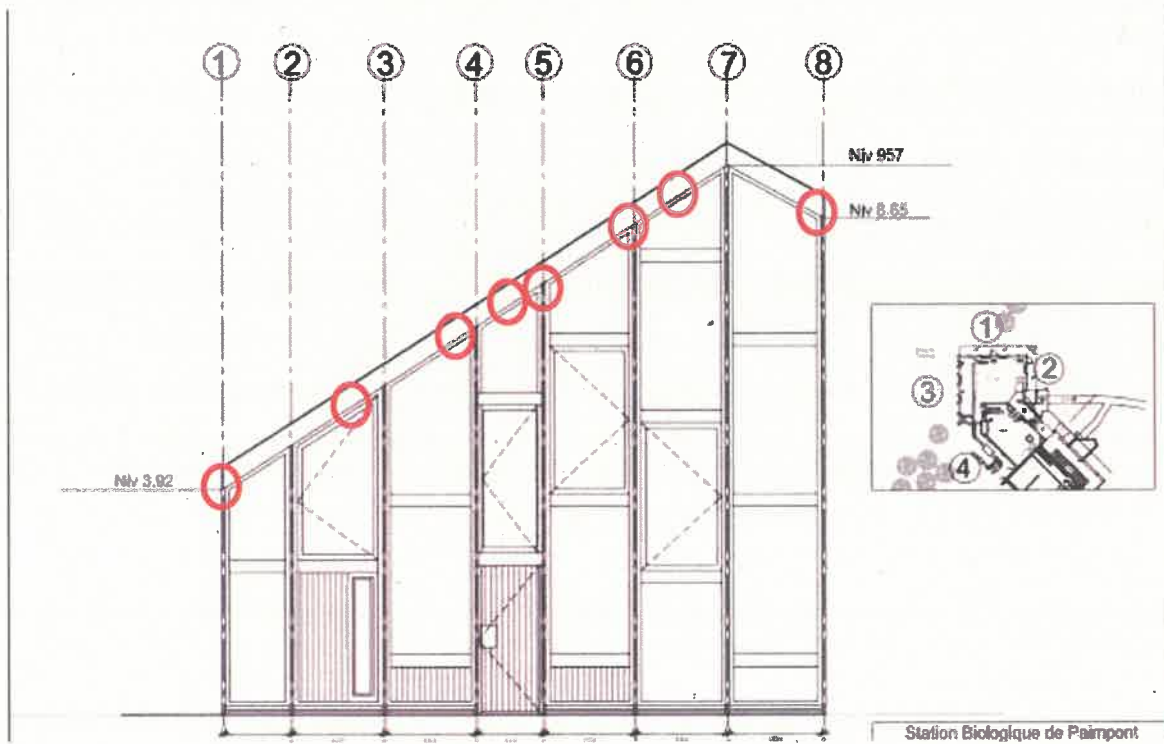 1 2 3 4 5 6 7 8
Niv 957
Niv 8.65
Niv 3,92
1
2
3
4
Station Biologique de Paimpont